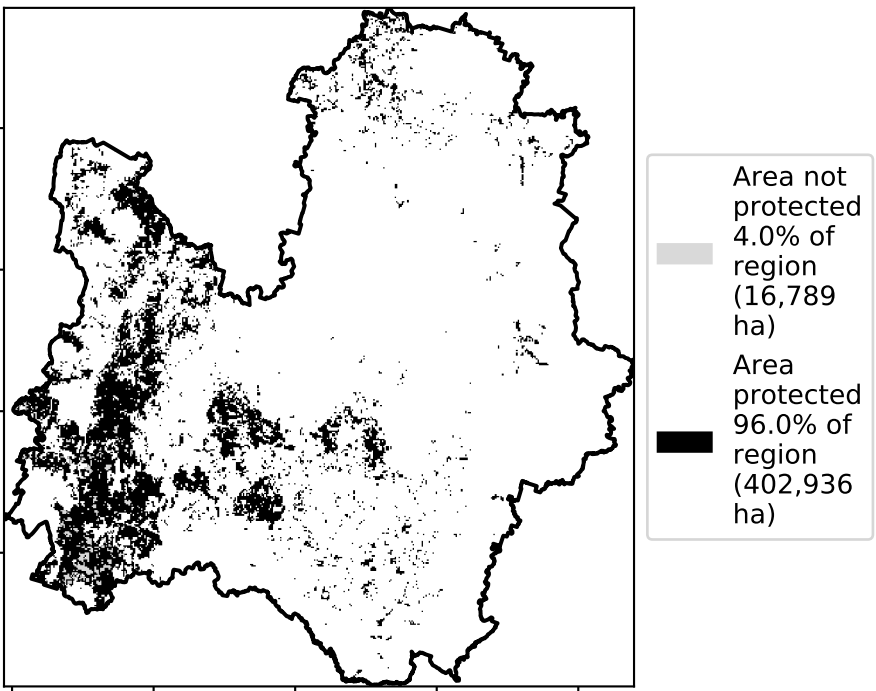 Area not
protected
4.0% of
region
(16,789
ha)
Area
protected
96.0% of
region
(402,936
ha)